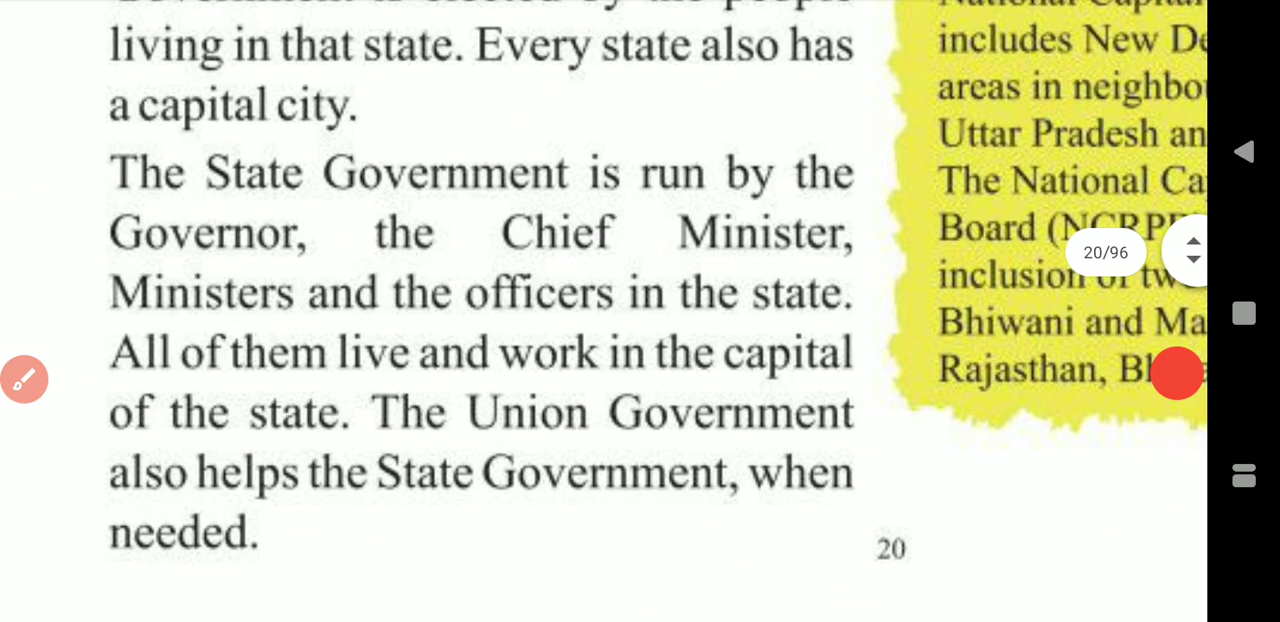 living in that state. Every state also has
a capital city.
The State Government is run by the
Governor, the Chief Minister,
Ministers and the officers in the state.
All of them live and work in the capital
of the state. The Union Government
also helps the State Government, when
needed.
includes New
areas in
Uttar Pradesh
The National
Board
inclusion of
Bhiwani and
Rajasthan,
20/96
20